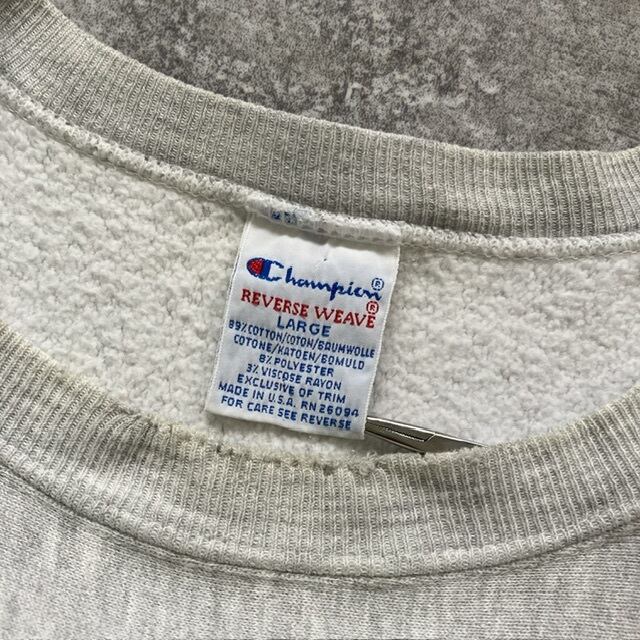 Champion®
REVERSE WEAVE®
LARGE
89% COTTON/COTON/BAUMWOLLE
COTONE/KATOEN/BOMULD
8% POLYESTER
3% VISCOSE RAYON
EXCLUSIVE OF TRIM
MADE IN U.S.A. RN 26094
FOR CARE SEE REVERSE